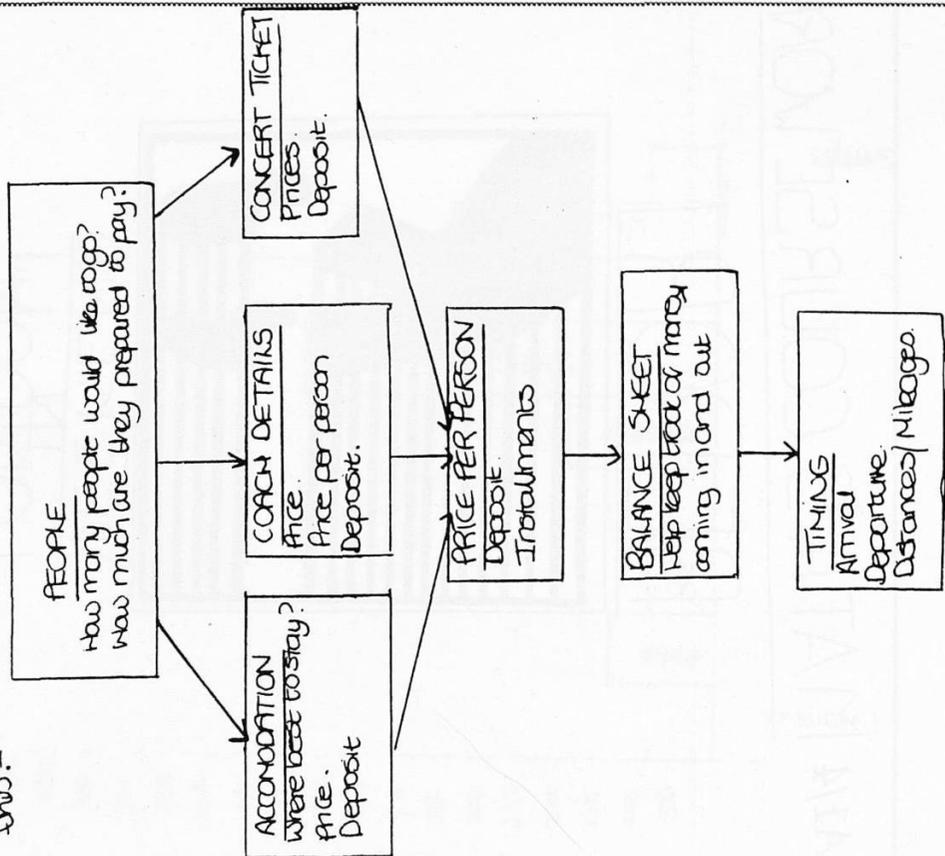 this:-
PEOPLE
How many people would like to go?
How much are they prepared to pay?
ACCOMODATION
Where best to stay?
Price.
Deposit
COACH DETAILS
Price.
Price per person
Deposit.
CONCERT TICKET
Prices.
Deposit.
PRICE PER PERSON
Deposit.
Installments
BALANCE SHEET
Help keep track of money
coming in and out
TIMING
Arrival
Departure.
Distances/Mileages.